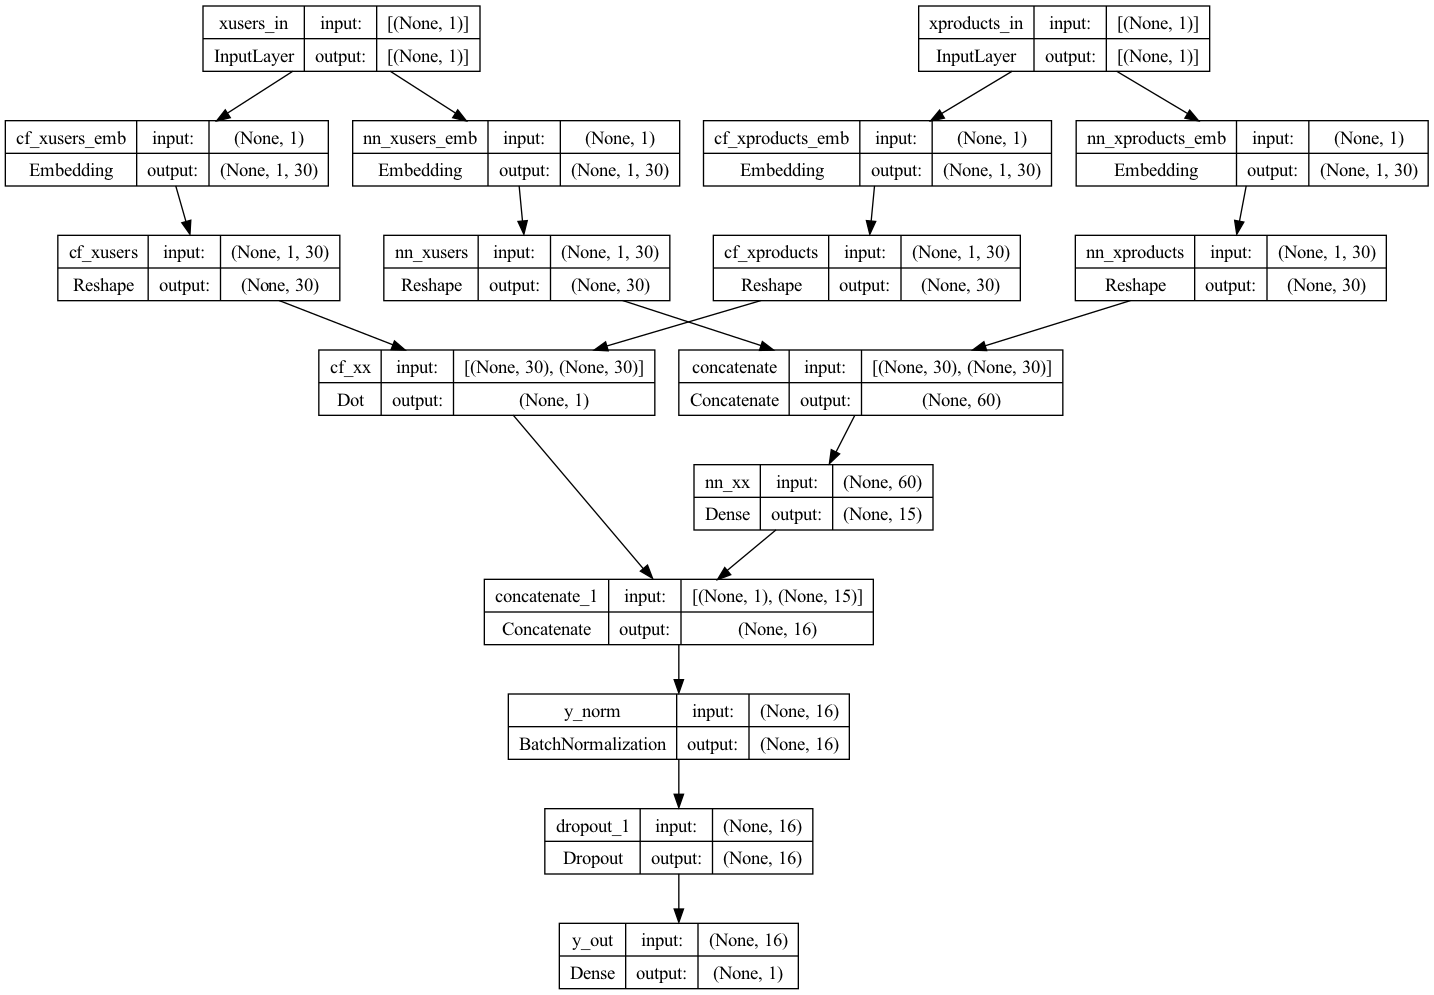 xusers_in input: [(None, 1)]
InputLayer output: [(None, 1)]
xproducts_in input: [(None, 1)]
InputLayer output: [(None, 1)]
cf_xusers_emb input: (None, 1)
Embedding output: (None, 1, 30)
nn_xusers_emb input: (None, 1)
Embedding output: (None, 1, 30)
cf_xproducts_emb input: (None, 1)
Embedding output: (None, 1, 30)
nn_xproducts_emb input: (None, 1)
Embedding output: (None, 1, 30)
cf_xusers input: (None, 1, 30)
Reshape output: (None, 30)
nn_xusers input: (None, 1, 30)
Reshape output: (None, 30)
cf_xproducts input: (None, 1, 30)
Reshape output: (None, 30)
nn_xproducts input: (None, 1, 30)
Reshape output: (None, 30)
cf_xx input: [(None, 30), (None, 30)]
Dot output: (None, 1)
concatenate input: [(None, 30), (None, 30)]
Concatenate output: (None, 60)
nn_xx input: (None, 60)
Dense output: (None, 15)
concatenate_1 input: [(None, 1), (None, 15)]
Concatenate output: (None, 16)
y_norm input: (None, 16)
BatchNormalization output: (None, 16)
dropout_1 input: (None, 16)
Dropout output: (None, 16)
y_out input: (None, 16)
Dense output: (None, 1)